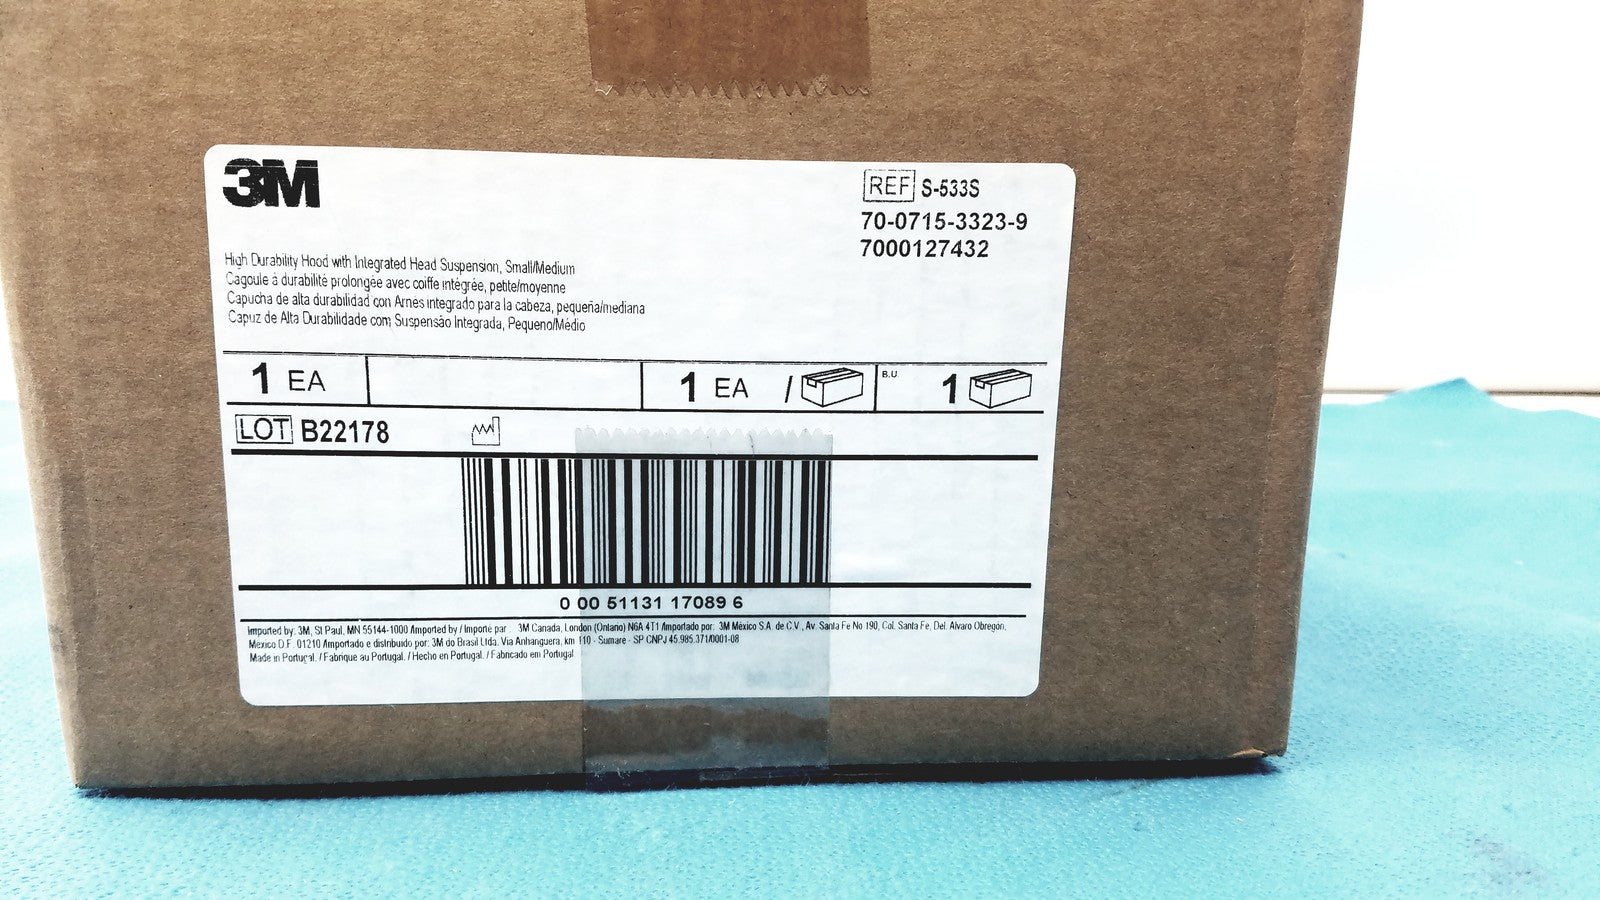 3M
REF S-533S
70-0715-3323-9
7000127432
High Durability Hood with Integrated Head Suspension, Small/Medium
Cagoule à durabilité prolongée avec coiffe intégrée, petite/moyenne
Capucha de alta durabilidad con Arnes integrado para la cabeza, pequeña/mediana
Capuz de Alta Durabilidade com Suspensão Integrada, Pequeno/Médio
1 EA
1 EA /
B.U. 1
LOT B22178
0 00 51131 17089 6
Imported by: 3M, St Paul, MN 55144-1000 /Imported by / Importé par : 3M Canada, London (Ontario) N6A 4T1 /Importado por: 3M México S.A. de C.V., Av. Santa Fe No 190, Col. Santa Fe, Del. Alvaro Obregón,
México D.F. 01210 /Importado e distribuído por: 3M do Brasil Ltda. Via Anhanguera, km 110 - Sumare - SP CNPJ 45.985.371/0001-08
Made in Portugal. / Fabriqué au Portugal. / Hecho en Portugal. / Fabricado em Portugal